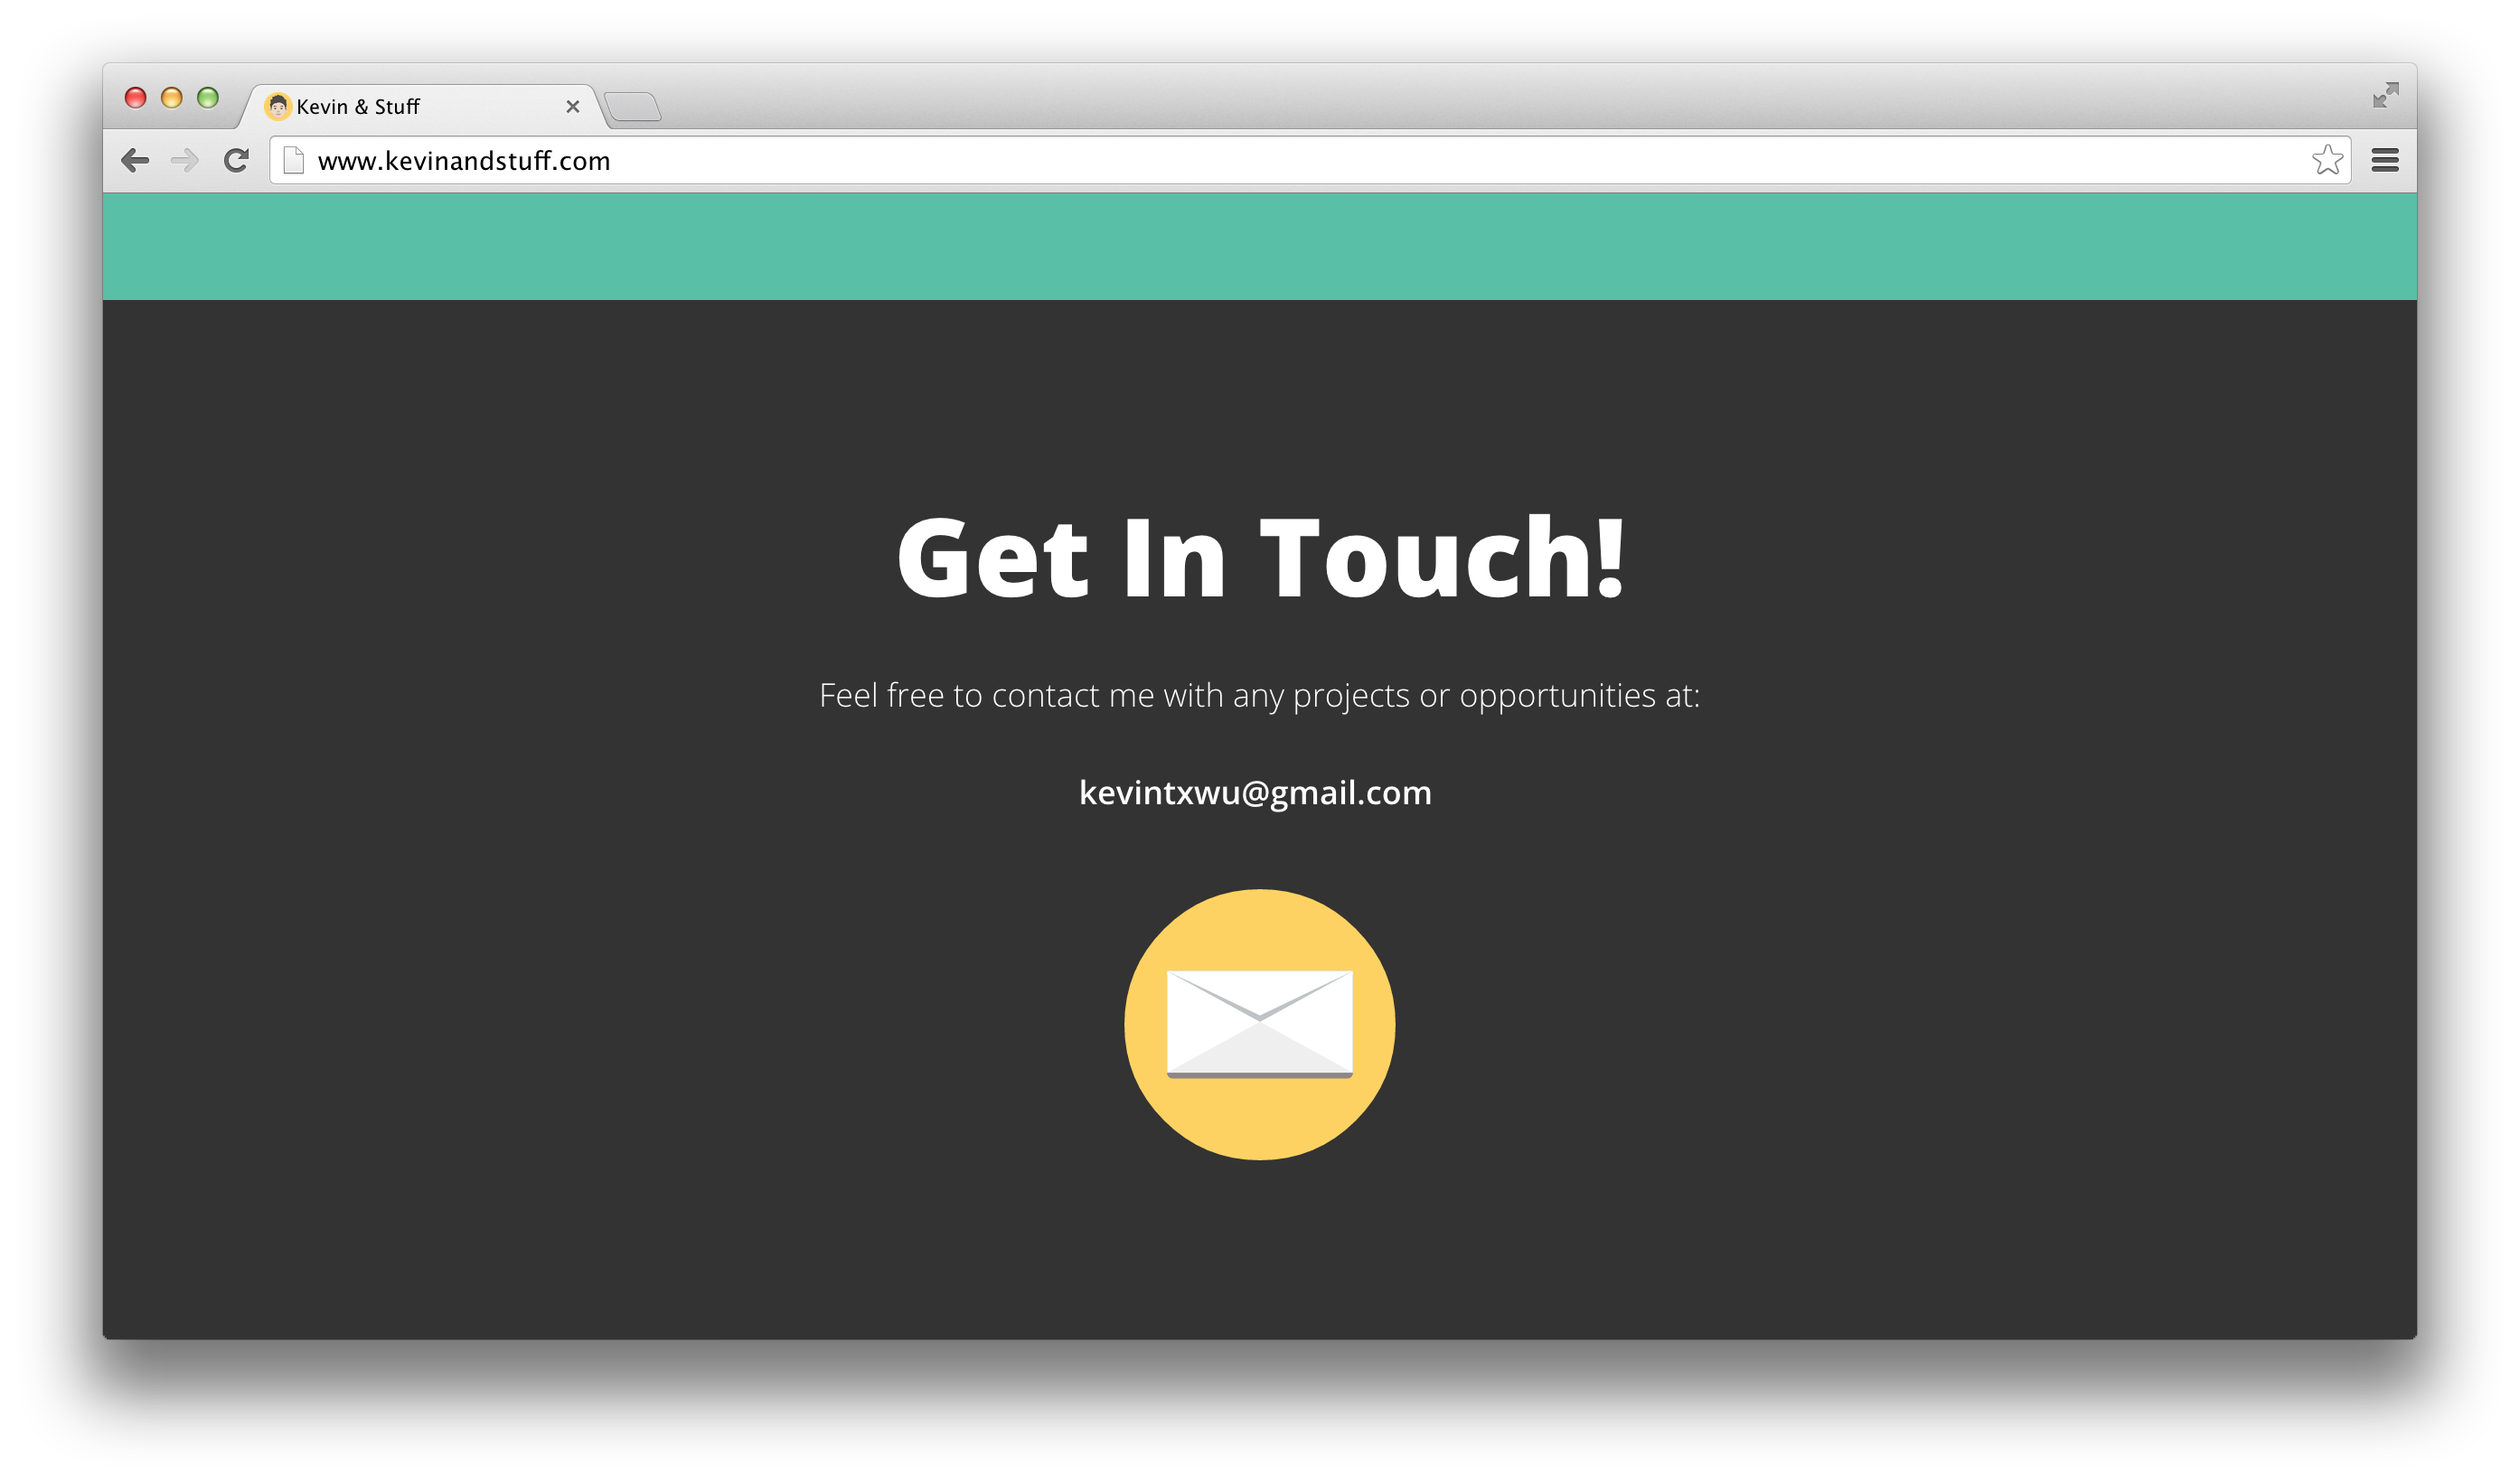 Kevin & Stuff
www.kevinandstuff.com
Get In Touch!
Feel free to contact me with any projects or opportunities at:
kevintxwu@gmail.com